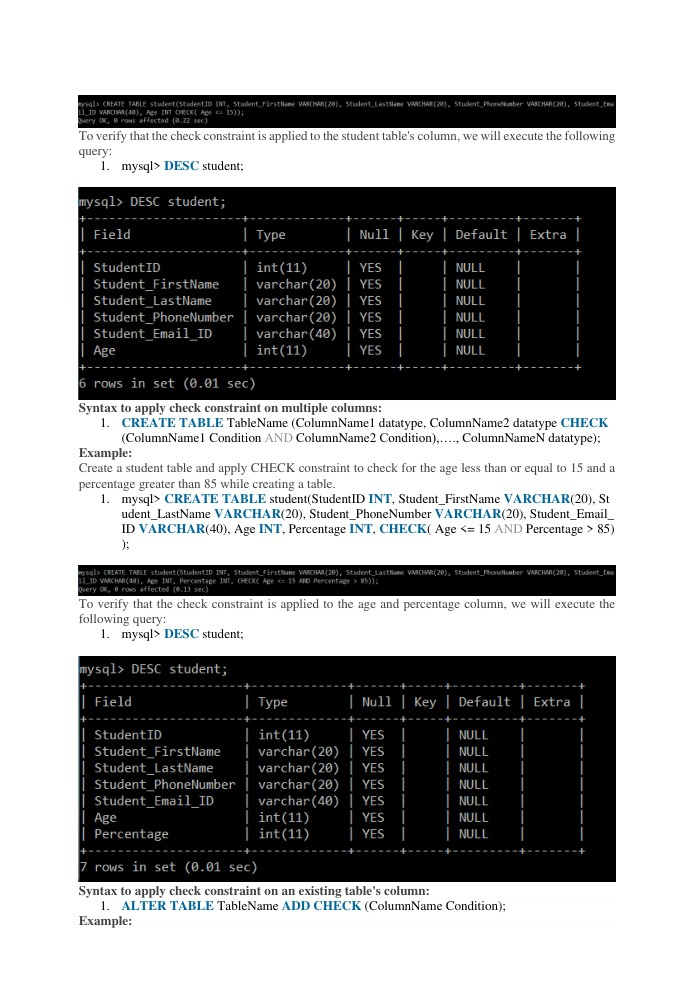 mysql> CREATE TABLE student(StudentID INT, Student_FirstName VARCHAR(20), Student_LastName VARCHAR(20), Student_PhoneNumber VARCHAR(20), Student_Ema
il_ID VARCHAR(40), Age INT CHECK( Age <= 15));
Query OK, 0 rows affected (0.22 sec)
To verify that the check constraint is applied to the student table's column, we will execute the following
query:
1. mysql> DESC student;
mysql> DESC student;
+---------------------+-------------+------+-----+---------+-------+
| Field | Type | Null | Key | Default | Extra |
+---------------------+-------------+------+-----+---------+-------+
| StudentID | int(11) | YES | | NULL | |
| Student_FirstName | varchar(20) | YES | | NULL | |
| Student_LastName | varchar(20) | YES | | NULL | |
| Student_PhoneNumber | varchar(20) | YES | | NULL | |
| Student_Email_ID | varchar(40) | YES | | NULL | |
| Age | int(11) | YES | | NULL | |
+---------------------+-------------+------+-----+---------+-------+
6 rows in set (0.01 sec)
Syntax to apply check constraint on multiple columns:
1. CREATE TABLE TableName (ColumnName1 datatype, ColumnName2 datatype CHECK
(ColumnName1 Condition AND ColumnName2 Condition),…., ColumnNameN datatype);
Example:
Create a student table and apply CHECK constraint to check for the age less than or equal to 15 and a
percentage greater than 85 while creating a table.
1. mysql> CREATE TABLE student(StudentID INT, Student_FirstName VARCHAR(20), St
udent_LastName VARCHAR(20), Student_PhoneNumber VARCHAR(20), Student_Email_
ID VARCHAR(40), Age INT, Percentage INT, CHECK( Age <= 15 AND Percentage > 85)
);
mysql> CREATE TABLE student(StudentID INT, Student_FirstName VARCHAR(20), Student_LastName VARCHAR(20), Student_PhoneNumber VARCHAR(20), Student_Ema
il_ID VARCHAR(40), Age INT, Percentage INT, CHECK( Age <= 15 AND Percentage > 85));
Query OK, 0 rows affected (0.13 sec)
To verify that the check constraint is applied to the age and percentage column, we will execute the
following query:
1. mysql> DESC student;
mysql> DESC student;
+---------------------+-------------+------+-----+---------+-------+
| Field | Type | Null | Key | Default | Extra |
+---------------------+-------------+------+-----+---------+-------+
| StudentID | int(11) | YES | | NULL | |
| Student_FirstName | varchar(20) | YES | | NULL | |
| Student_LastName | varchar(20) | YES | | NULL | |
| Student_PhoneNumber | varchar(20) | YES | | NULL | |
| Student_Email_ID | varchar(40) | YES | | NULL | |
| Age | int(11) | YES | | NULL | |
| Percentage | int(11) | YES | | NULL | |
+---------------------+-------------+------+-----+---------+-------+
7 rows in set (0.01 sec)
Syntax to apply check constraint on an existing table's column:
1. ALTER TABLE TableName ADD CHECK (ColumnName Condition);
Example: